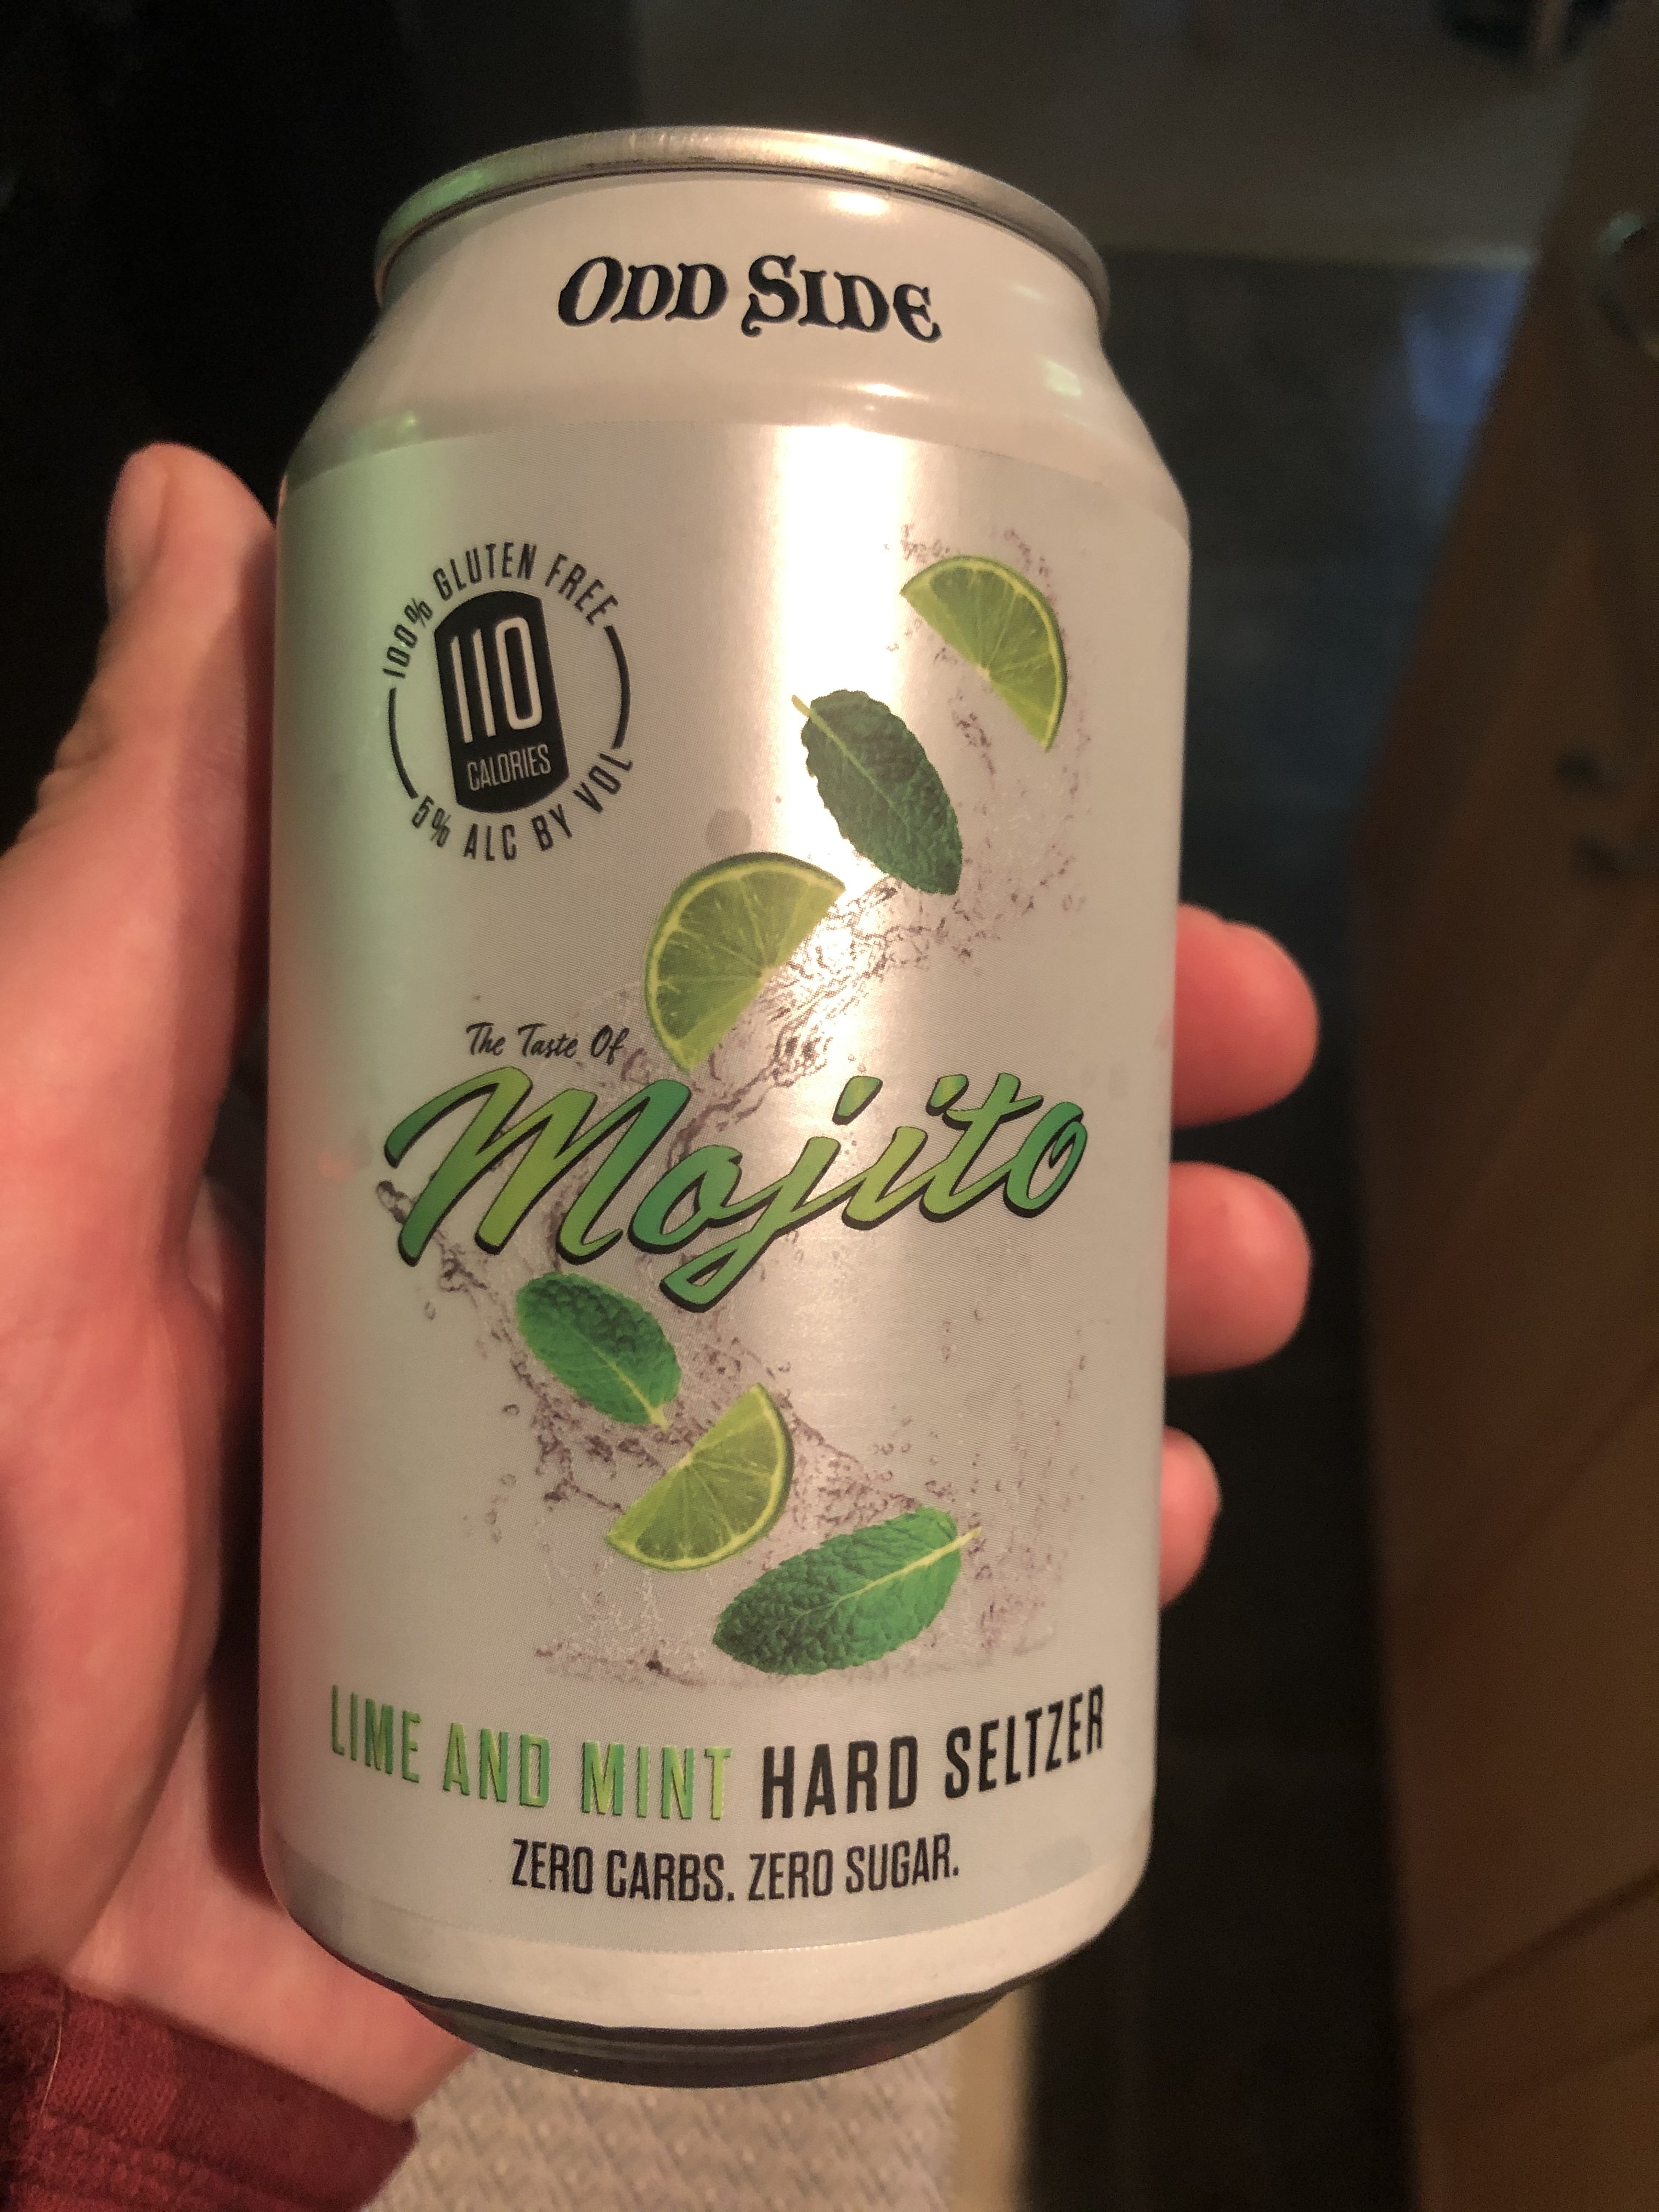 ODD SIDE
100% GLUTEN FREE
110
CALORIES
5% ALC BY VOL
The Taste Of
Mojito
LIME AND MINT HARD SELTZER
ZERO CARBS. ZERO SUGAR.